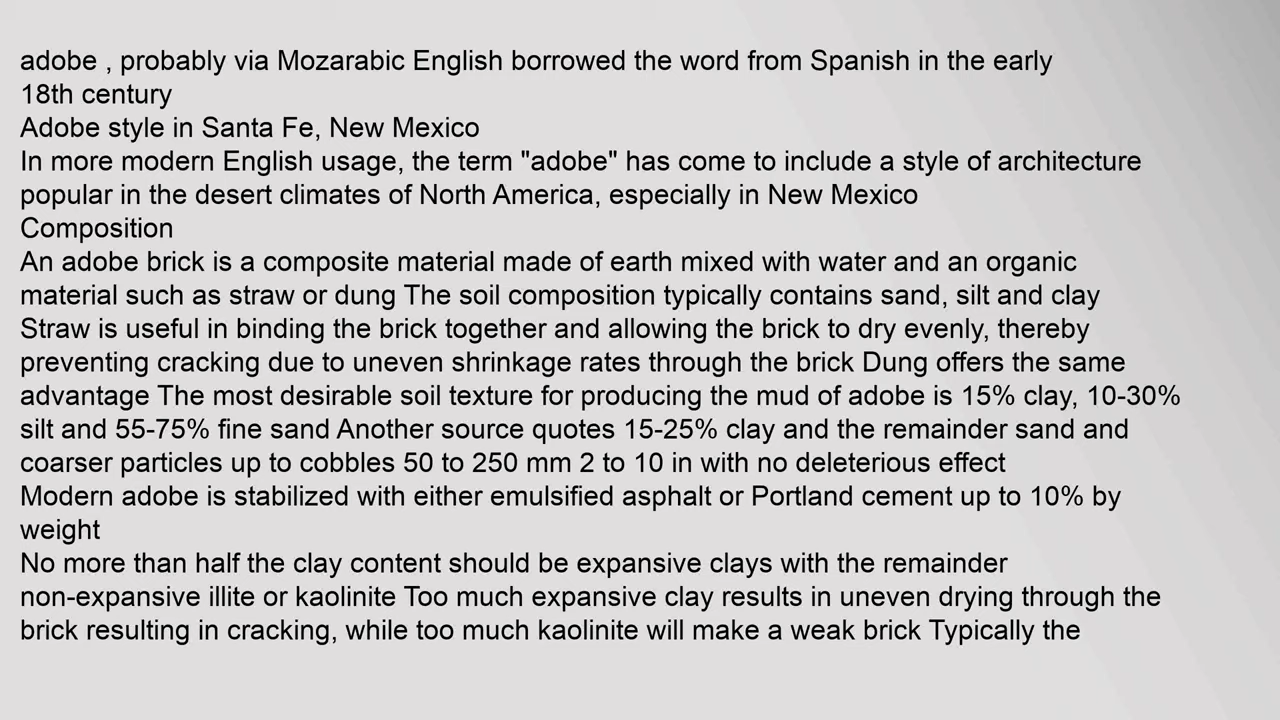 adobe , probably via Mozarabic English borrowed the word from Spanish in the early
18th century
Adobe style in Santa Fe, New Mexico
In more modern English usage, the term "adobe" has come to include a style of architecture
popular in the desert climates of North America, especially in New Mexico
Composition
An adobe brick is a composite material made of earth mixed with water and an organic
material such as straw or dung The soil composition typically contains sand, silt and clay
Straw is useful in binding the brick together and allowing the brick to dry evenly, thereby
preventing cracking due to uneven shrinkage rates through the brick Dung offers the same
advantage The most desirable soil texture for producing the mud of adobe is 15% clay, 10-30%
silt and 55-75% fine sand Another source quotes 15-25% clay and the remainder sand and
coarser particles up to cobbles 50 to 250 mm 2 to 10 in with no deleterious effect
Modern adobe is stabilized with either emulsified asphalt or Portland cement up to 10% by
weight
No more than half the clay content should be expansive clays with the remainder
non-expansive illite or kaolinite Too much expansive clay results in uneven drying through the
brick resulting in cracking, while too much kaolinite will make a weak brick Typically the